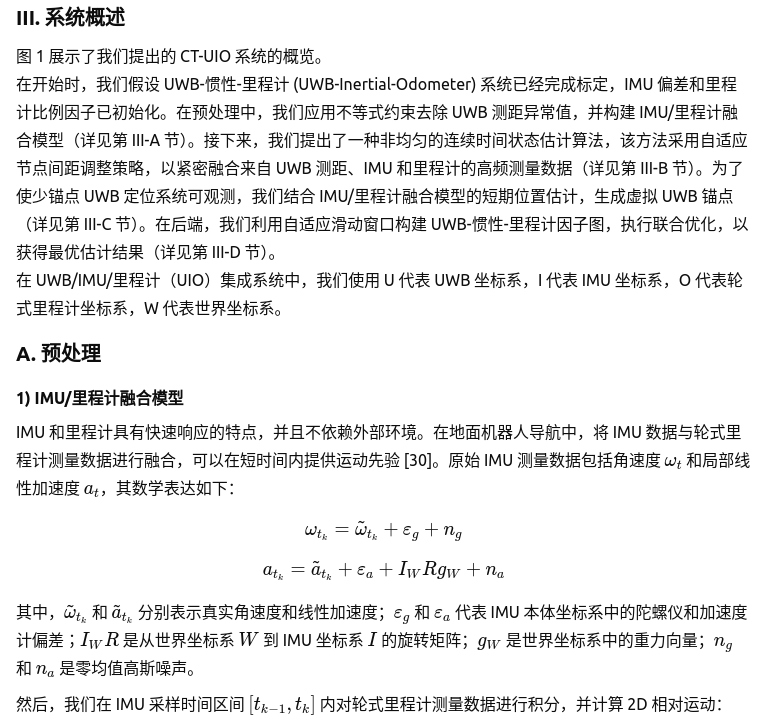 III. 系统概述
图 1 展示了我们提出的 CT-UIO 系统的概览。
在开始时，我们假设 UWB-惯性-里程计 (UWB-Inertial-Odometer) 系统已经完成标定，IMU 偏差和里程
计比例因子已初始化。在预处理中，我们应用不等式约束去除 UWB 测距异常值，并构建 IMU/里程计融
合模型（详见第 III-A 节）。接下来，我们提出了一种非均匀的连续时间状态估计算法，该方法采用自适应
节点间距调整策略，以紧密融合来自 UWB 测距、IMU 和里程计的高频测量数据（详见第 III-B 节）。为了
使少锚点 UWB 定位系统可观测，我们结合 IMU/里程计融合模型的短期位置估计，生成虚拟 UWB 锚点
（详见第 III-C 节）。在后端，我们利用自适应滑动窗口构建 UWB-惯性-里程计因子图，执行联合优化，以
获得最优估计结果（详见第 III-D 节）。
在 UWB/IMU/里程计（UIO）集成系统中，我们使用 U 代表 UWB 坐标系，I 代表 IMU 坐标系，O 代表轮
式里程计坐标系，W 代表世界坐标系。
A. 预处理
1) IMU/里程计融合模型
IMU 和里程计具有快速响应的特点，并且不依赖外部环境。在地面机器人导航中，将 IMU 数据与轮式里
程计测量数据进行融合，可以在短时间内提供运动先验 [30]。原始 IMU 测量数据包括角速度 $\omega_t$ 和局部线
性加速度 $a_t$，其数学表达如下：
$\omega_{t_k} = \tilde{\omega}_{t_k} + \varepsilon_g + n_g$
$a_{t_k} = \tilde{a}_{t_k} + \varepsilon_a + I_W R g_W + n_a$
其中，$\tilde{\omega}_{t_k}$ 和 $\tilde{a}_{t_k}$ 分别表示真实角速度和线性加速度；$\varepsilon_g$ 和 $\varepsilon_a$ 代表 IMU 本体坐标系中的陀螺仪和加速度
计偏差；$I_W R$ 是从世界坐标系 $W$ 到 IMU 坐标系 $I$ 的旋转矩阵；$g_W$ 是世界坐标系中的重力向量；$n_g$
和 $n_a$ 是零均值高斯噪声。
然后，我们在 IMU 采样时间区间 $[t_{k-1}, t_k]$ 内对轮式里程计测量数据进行积分，并计算 2D 相对运动：